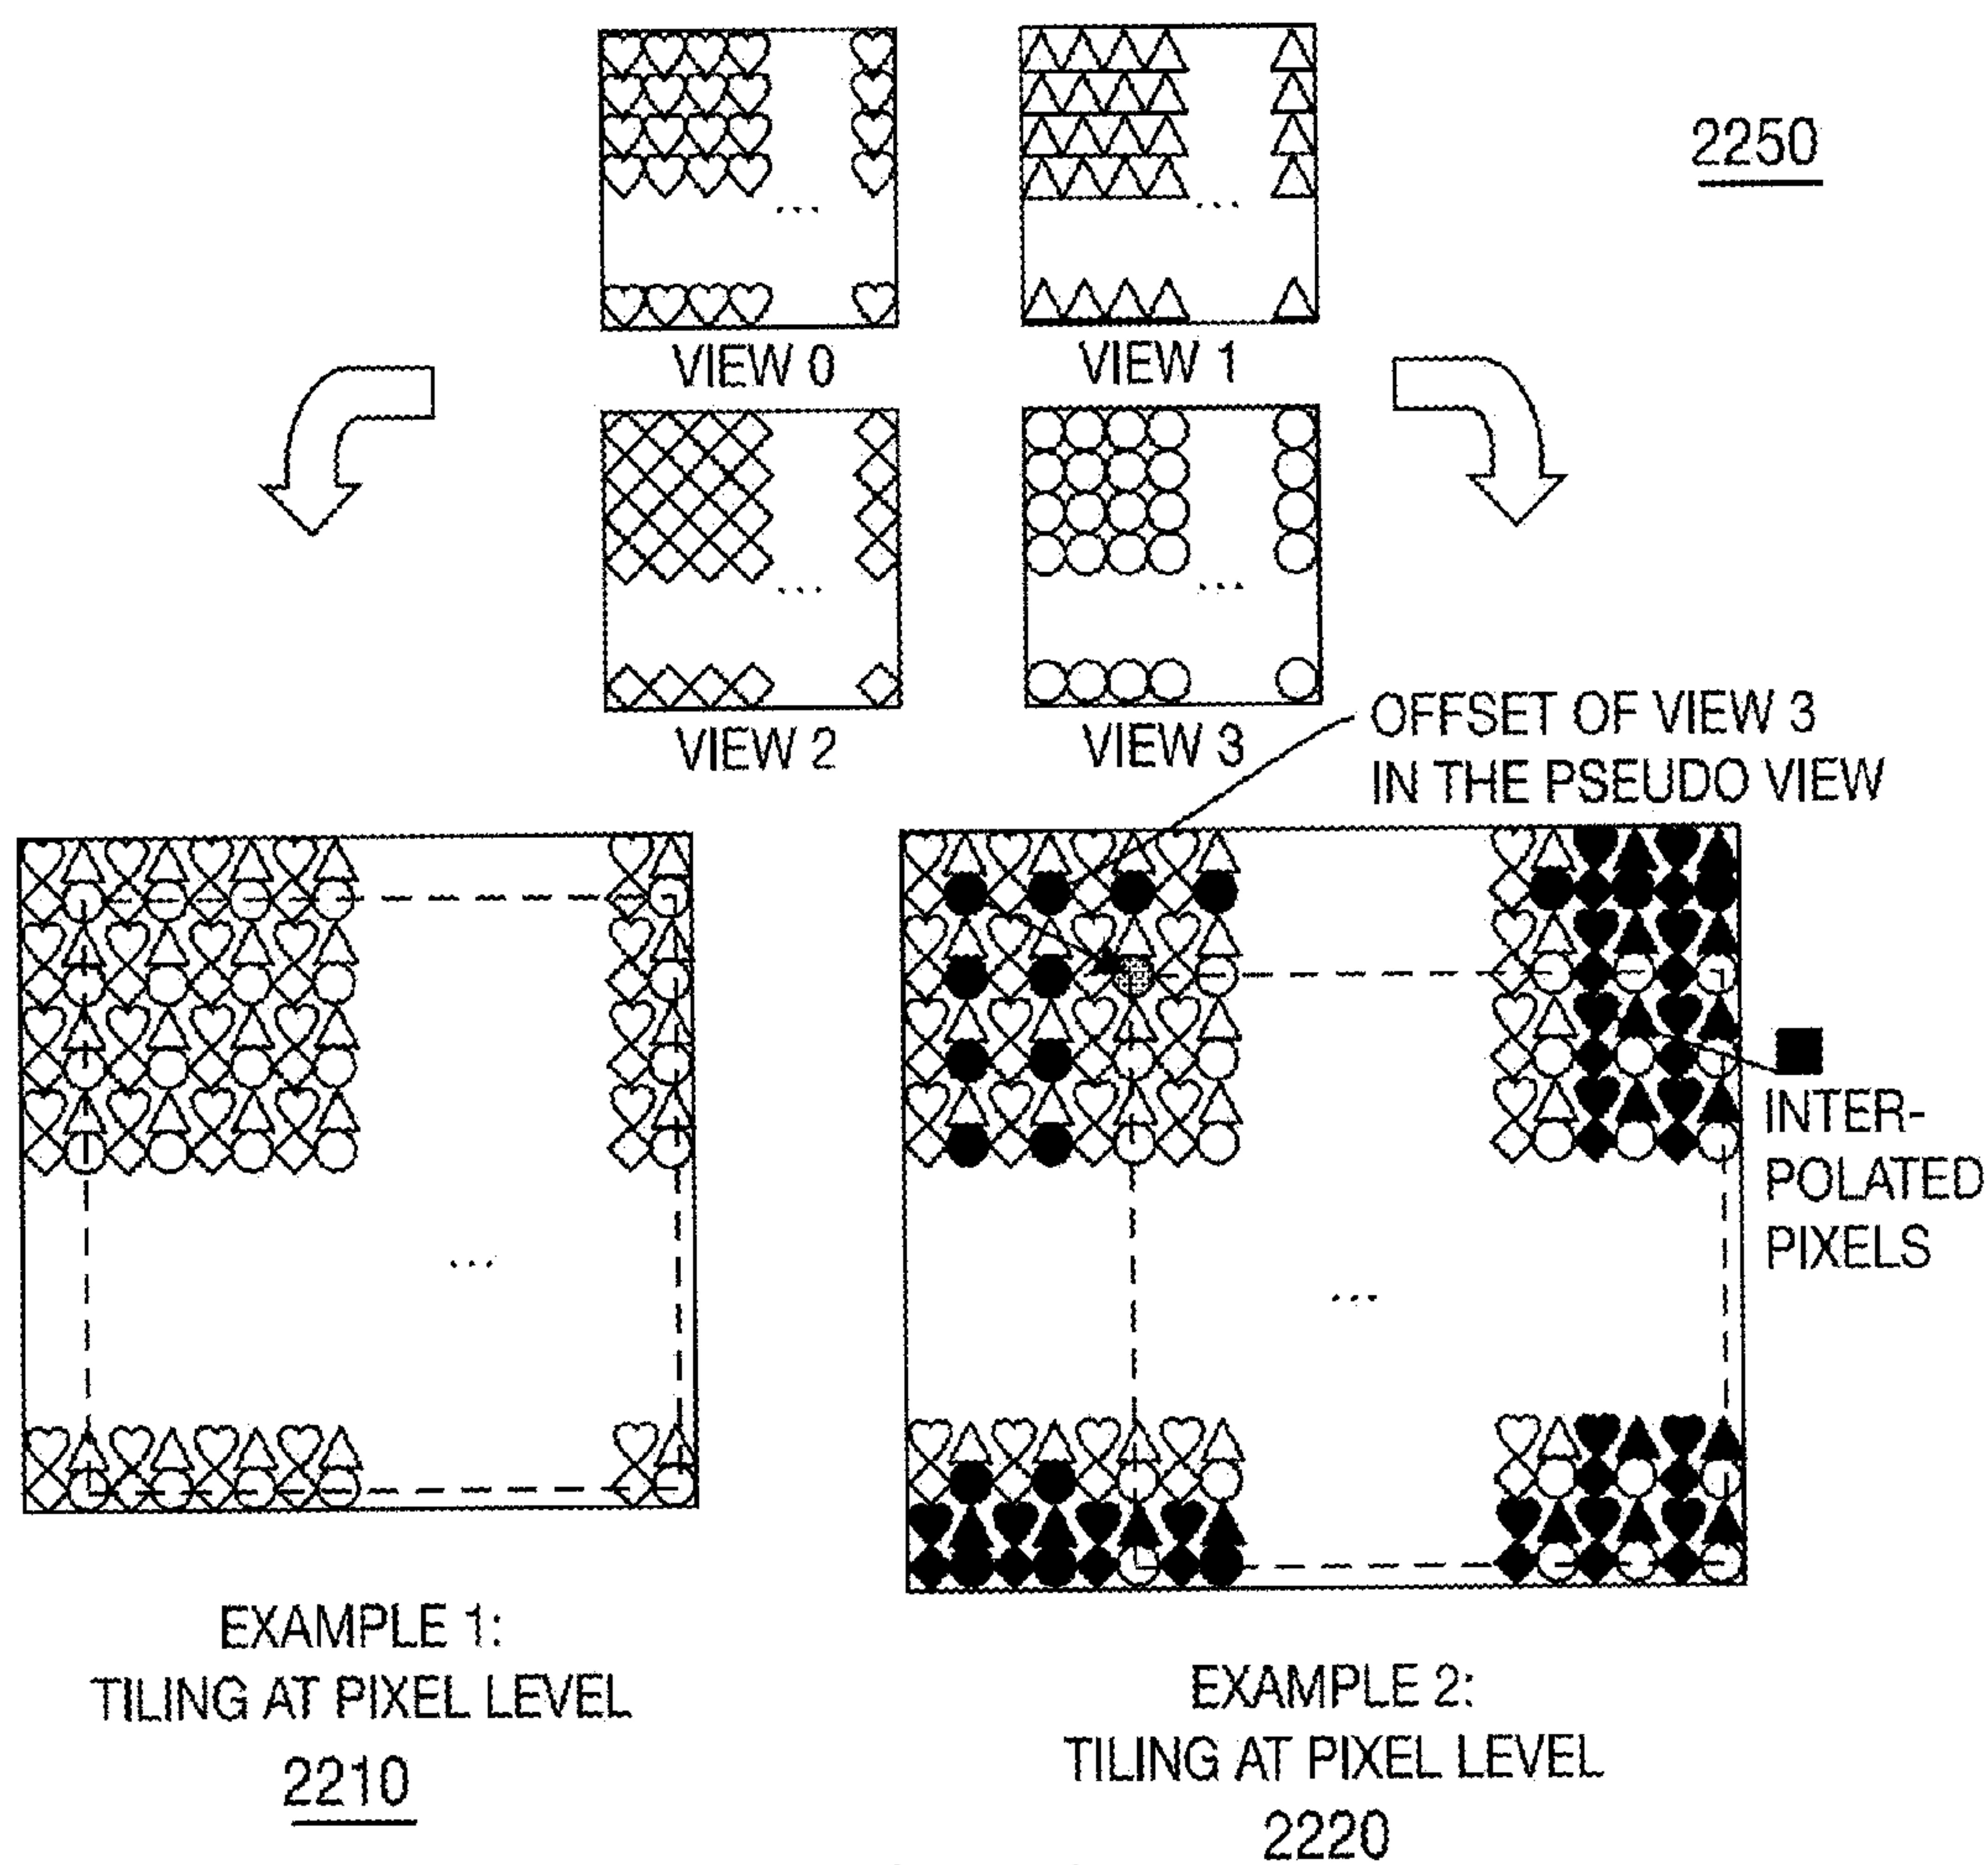 2250
VIEW 0
VIEW 1
VIEW 2
VIEW 3
OFFSET OF VIEW 3
IN THE PSEUDO VIEW
INTER-
POLATED
PIXELS
EXAMPLE 1:
TILING AT PIXEL LEVEL
2210
EXAMPLE 2:
TILING AT PIXEL LEVEL
2220